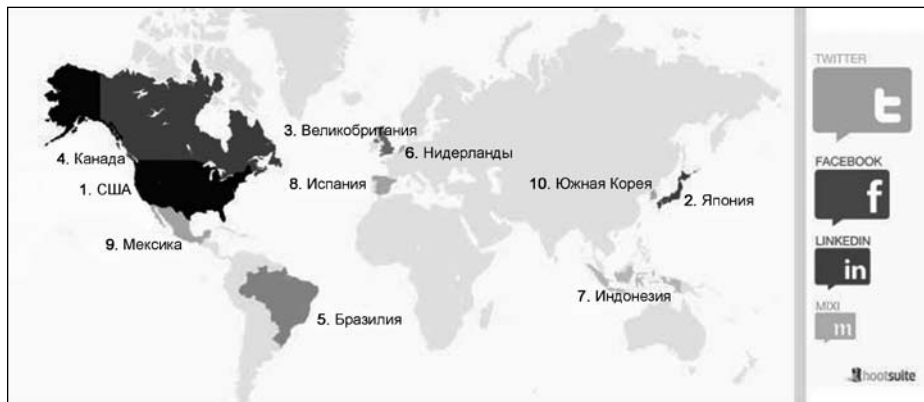 3. Великобритания
4. Канада
6. Нидерланды
1. США
8. Испания
10. Южная Корея
2. Япония
9. Мексика
7. Индонезия
5. Бразилия
TWITTER
t
FACEBOOK
f
LINKEDIN
in
MIXI
m
hootsuite